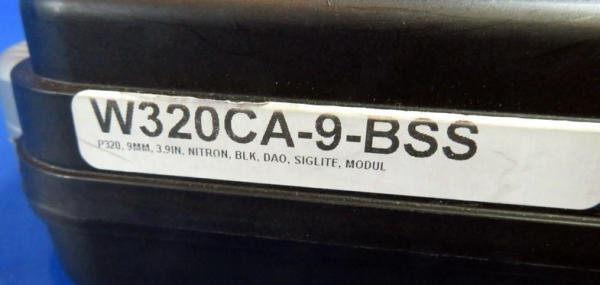 W320CA-9-BSS
P320, 9MM, 3.9IN, NITRON, BLK, DAO, SIGLITE, MODUL